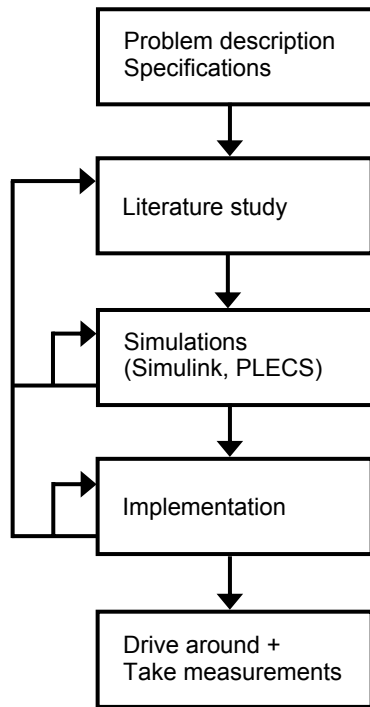 Problem description
Specifications
Literature study
Simulations
(Simulink, PLECS)
Implementation
Drive around +
Take measurements